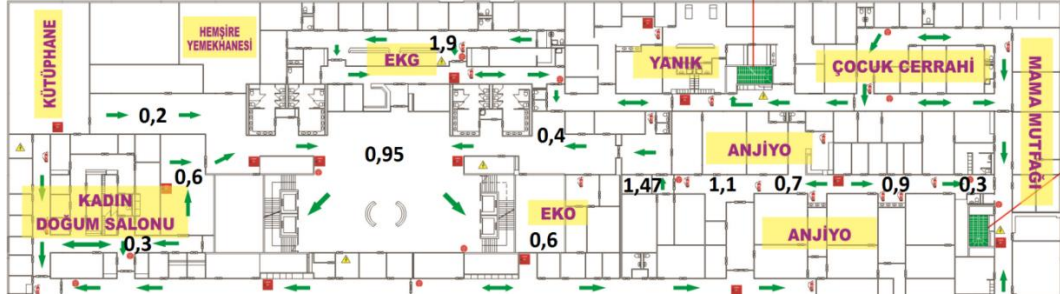 KÜTÜPHANE
HEMŞİRE
YEMEKHANESİ
1,9
EKG
YANIK
ÇOCUK CERRAHİ
MAMA MUTFAĞI
0,2
0,4
0,95
ANJİYO
0,6
1,47
1,1
0,7
0,9
0,3
KADIN
DOĞUM SALONU
0,3
EKO
0,6
ANJİYO